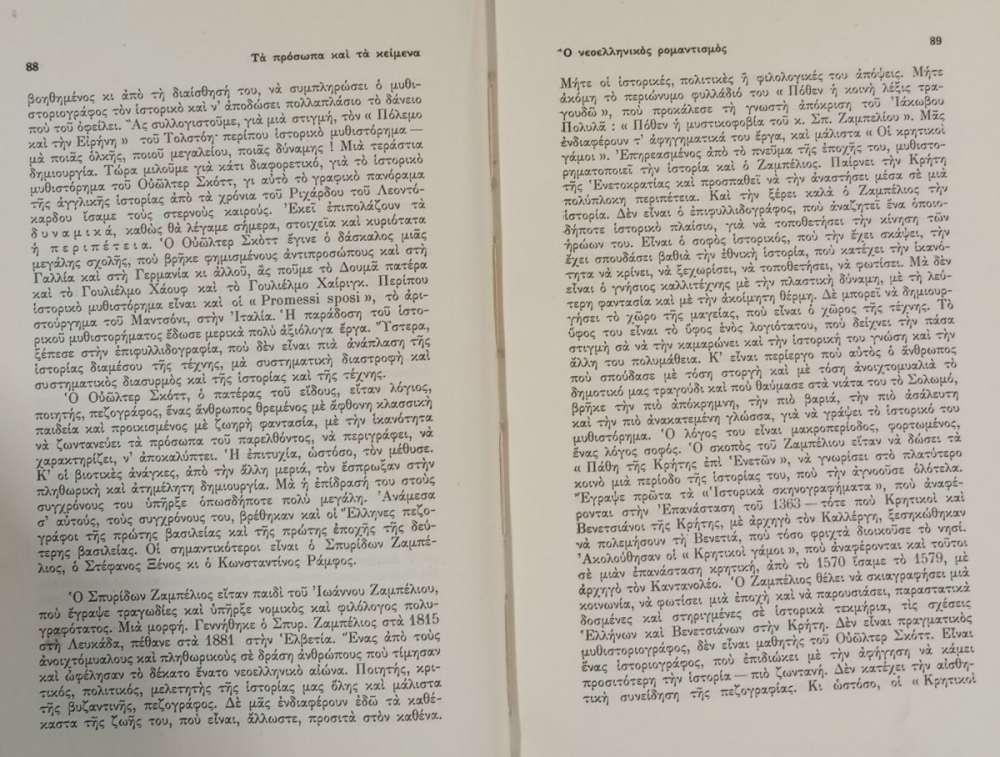 88
Τὰ πρόσωπα καὶ τὰ κείμενα
βοηθημένος κι ἀπὸ τὴ διαίσθησή του, νὰ συμπληρώσει ὁ μυθι-
στοριογράφος τὸν ἱστορικὸ καὶ ν' ἀποδώσει πολλαπλάσιο τὸ δάνειο
ποὺ τοῦ ὀφείλει. Ἂς συλλογιστοῦμε, γιὰ μιὰ στιγμή, τὸν « Πόλεμο
καὶ τὴν Εἰρήνη » τοῦ Τολστόη· περίπου ἱστορικὸ μυθιστόρημα —
μὰ ποιᾶς ὁλκῆς, ποιοῦ μεγαλείου, ποιᾶς δύναμης ! Μιὰ τεράστια
δημιουργία. Τώρα μιλοῦμε γιὰ κάτι διαφορετικό, γιὰ τὸ ἱστορικὸ
μυθιστόρημα τοῦ Οὐῶλτερ Σκόττ, γι αὐτὸ τὸ γραφικὸ πανόραμα
τῆς ἀγγλικῆς ἱστορίας ἀπὸ τὰ χρόνια τοῦ Ριχάρδου τοῦ Λεοντό-
καρδου ἴσαμε τοὺς στερνοὺς καιρούς. Ἐκεῖ ἐπιπολάζουν τὰ
δυναμικά, καθὼς θὰ λέγαμε σήμερα, στοιχεῖα καὶ κυριότατα
ἡ περιπέτεια. Ὁ Οὐῶλτερ Σκὸττ ἔγινε ὁ δάσκαλος μιᾶς
μεγάλης σχολῆς, ποὺ βρῆκε φημισμένους ἀντιπροσώπους καὶ στὴ
Γαλλία καὶ στὴ Γερμανία κι ἀλλοῦ, ἂς ποῦμε τὸ Δουμᾶ πατέρα
καὶ τὸ Γουλιέλμο Χάουφ καὶ τὸ Γουλιέλμο Χαίριγκ. Περίπου
ἱστορικὸ μυθιστόρημα εἶναι καὶ οἱ « Promessi sposi », τὸ ἀρι-
στούργημα τοῦ Μαντσόνι, στὴν Ἰταλία. Ἡ παράδοση τοῦ ἱστο-
ρικοῦ μυθιστορήματος ἔδωσε μερικὰ πολὺ ἀξιόλογα ἔργα. Ὕστερα,
ξέπεσε στὴν ἐπιφυλλιδογραφία, ποὺ δὲν εἶναι πιὰ ἀνάπλαση τῆς
ἱστορίας διαμέσου τῆς τέχνης, μὰ συστηματικὴ διαστροφὴ καὶ
συστηματικὸς διασυρμὸς καὶ τῆς ἱστορίας καὶ τῆς τέχνης.
Ὁ Οὐῶλτερ Σκόττ, ὁ πατέρας τοῦ εἴδους, εἴταν λόγιος,
ποιητής, πεζογράφος, ἕνας ἄνθρωπος θρεμένος μὲ ἄφθονη κλασσικὴ
παιδεία καὶ προικισμένος μὲ ζωηρὴ φαντασία, μὲ τὴν ἱκανότητα
νὰ ζωντανεύει τὰ πρόσωπα τοῦ παρελθόντος, νὰ περιγράφει, νὰ
χαρακτηρίζει, ν' ἀποκαλύπτει. Ἡ ἐπιτυχία, ὡστόσο, τὸν μέθυσε.
Κ' οἱ βιοτικὲς ἀνάγκες, ἀπὸ τὴν ἄλλη μεριά, τὸν ἔσπρωξαν στὴν
πληθωρικὴ καὶ ἀτημέλητη δημιουργία. Μὰ ἡ ἐπίδρασή του στοὺς
συγχρόνους του ὑπῆρξε ὁπωσδήποτε πολὺ μεγάλη. Ἀνάμεσα
σ' αὐτούς, τοὺς συγχρόνους του, βρέθηκαν καὶ οἱ Ἕλληνες πεζο-
γράφοι τῆς πρώτης βασιλείας καὶ τῆς πρώτης ἐποχῆς τῆς δεύ-
τερης βασιλείας. Οἱ σημαντικότεροι εἶναι ὁ Σπυρίδων Ζαμπέ-
λιος, ὁ Στέφανος Ξένος κι ὁ Κωνσταντίνος Ράμφος.
Ὁ Σπυρίδων Ζαμπέλιος εἴταν παιδὶ τοῦ Ἰωάννου Ζαμπέλιου,
ποὺ ἔγραψε τραγωδίες καὶ ὑπῆρξε νομικὸς καὶ φιλόλογος πολυ-
γραφότατος. Μιὰ μορφή. Γεννήθηκε ὁ Σπυρ. Ζαμπέλιος στὰ 1815
στὴ Λευκάδα, πέθανε στὰ 1881 στὴν Ἑλβετία. Ἕνας ἀπὸ τοὺς
ἀνοιχτόμυαλους καὶ πληθωρικοὺς σὲ δράση ἀνθρώπους ποὺ τίμησαν
καὶ ὠφέλησαν τὸ δέκατο ἔνατο νεοελληνικὸ αἰώνα. Ποιητής, κρι-
τικός, πολιτικός, μελετητὴς τῆς ἱστορίας μας ὅλης καὶ μάλιστα
τῆς βυζαντινῆς, πεζογράφος. Δὲ μᾶς ἐνδιαφέρουν ἐδῶ τὰ καθέ-
καστα τῆς ζωῆς του, ποὺ εἶναι, ἄλλωστε, προσιτὰ στὸν καθένα.
Ὁ νεοελληνικὸς ρομαντισμὸς
89
Μήτε οἱ ἱστορικές, πολιτικὲς ἢ φιλολογικές του ἀπόψεις. Μήτε
ἀκόμη τὸ περιώνυμο φυλλάδιό του « Πόθεν ἡ κοινὴ λέξις τρα-
γουδῶ », ποὺ προκάλεσε τὴ γνωστὴ ἀπόκριση τοῦ Ἰάκωβου
Πολυλᾶ : « Πόθεν ἡ μυστικοφοβία τοῦ κ. Σπ. Ζαμπελίου ». Μᾶς
ἐνδιαφέρουν τ' ἀφηγηματικά του ἔργα, καὶ μάλιστα « Οἱ κρητικοὶ
γάμοι ». Ἐπηρεασμένος ἀπὸ τὸ πνεῦμα τῆς ἐποχῆς του, μυθιστο-
ρηματοποιεῖ τὴν ἱστορία καὶ ὁ Ζαμπέλιος. Παίρνει τὴν Κρήτη
τῆς Ἑνετοκρατίας καὶ προσπαθεῖ νὰ τὴν ἀναστήσει μέσα σὲ μιὰ
πολύπλοκη περιπέτεια. Καὶ τὴν ξέρει καλὰ ὁ Ζαμπέλιος τὴν
ἱστορία. Δὲν εἶναι ὁ ἐπιφυλλιδογράφος, ποὺ ἀναζητεῖ ἕνα ὁποιο-
δήποτε ἱστορικὸ πλαίσιο, γιὰ νὰ τοποθετήσει τὴν κίνηση τῶν
ἡρώων του. Εἶναι ὁ σοφὸς ἱστορικός, ποὺ τὴν ἔχει σκάψει, τὴν
ἔχει σπουδάσει βαθιὰ τὴν ἐθνικὴ ἱστορία, ποὺ κατέχει τὴν ἱκανό-
τητα νὰ κρίνει, νὰ ξεχωρίσει, νὰ τοποθετήσει, νὰ φωτίσει. Μὰ δὲν
εἶναι ὁ γνήσιος καλλιτέχνης μὲ τὴν πλαστικὴ δύναμη, μὲ τὴ λεύ-
τερη φαντασία καὶ μὲ τὴν ἀκοίμητη θέρμη. Δὲ μπορεῖ νὰ δημιουρ-
γήσει τὸ χῶρο τῆς μαγείας, ποὺ εἶναι ὁ χῶρος τῆς τέχνης. Τὸ
ὕφος του εἶναι τὸ ὕφος ἑνὸς λογιότατου, ποὺ δείχνει τὴν πάσα
στιγμὴ σὰ νὰ τὴν καμαρώνει καὶ τὴν ἱστορική του γνώση καὶ τὴν
ἄλλη του πολυμάθεια. Κ' εἶναι περίεργο ποὺ αὐτὸς ὁ ἄνθρωπος
ποὺ σπούδασε μὲ τόση στοργὴ καὶ μὲ τόση ἀνοιχτομυαλιὰ τὸ
δημοτικό μας τραγούδι καὶ ποὺ θαύμασε στὰ νιάτα του τὸ Σολωμό,
βρῆκε τὴν πιὸ ἀπόκρημνη, τὴν πιὸ βαριά, τὴν πιὸ ἀσάλευτη
καὶ τὴν πιὸ ἀνακατεμένη γλώσσα, γιὰ νὰ γράψει τὸ ἱστορικό του
μυθιστόρημα. Ὁ λόγος του εἶναι μακροπερίοδος, φορτωμένος,
ἕνας λόγος σοφός. Ὁ σκοπὸς τοῦ Ζαμπέλιου εἴταν νὰ δώσει τὰ
« Πάθη τῆς Κρήτης ἐπὶ Ἑνετῶν », νὰ γνωρίσει στὸ πλατύτερο
κοινὸ μιὰ περίοδο τῆς ἱστορίας του, ποὺ τὴν ἀγνοοῦσε ὁλότελα.
Ἔγραψε πρῶτα τὰ « Ἱστορικὰ σκηνογραφήματα », ποὺ ἀναφέ-
ρονται στὴν Ἐπανάσταση τοῦ 1363 — τότε ποὺ Κρητικοὶ καὶ
Βενετσιάνοι τῆς Κρήτης, μὲ ἀρχηγὸ τὸν Καλλέργη, ξεσηκώθηκαν
νὰ πολεμήσουν τὴ Βενετιά, ποὺ τόσο φριχτὰ διοικοῦσε τὸ νησί.
Ἀκολούθησαν οἱ « Κρητικοὶ γάμοι », ποὺ ἀναφέρονται καὶ τοῦτοι
σὲ μιὰν ἐπανάσταση κρητική, ἀπὸ τὸ 1570 ἴσαμε τὸ 1579, μὲ
ἀρχηγὸ τὸν Καντανολέο. Ὁ Ζαμπέλιος θέλει νὰ σκιαγραφήσει μιὰ
κοινωνία, νὰ φωτίσει μιὰ ἐποχὴ καὶ νὰ παρουσιάσει, παραστατικὰ
δοσμένες καὶ στηριγμένες σὲ ἱστορικὰ τεκμήρια, τὶς σχέσεις
Ἑλλήνων καὶ Βενετσιάνων στὴν Κρήτη. Δὲν εἶναι πραγματικὸς
μυθιστοριογράφος, δὲν εἶναι μαθητὴς τοῦ Οὐῶλτερ Σκόττ. Εἶναι
ἕνας ἱστοριογράφος, ποὺ ἐπιδιώκει μὲ τὴν ἀφήγηση νὰ κάμει
προσιτότερη τὴν ἱστορία — πιὸ ζωντανή. Δὲν κατέχει τὴν αἰσθη-
τικὴ συνείδηση τῆς πεζογραφίας. Κι ὡστόσο, οἱ « Κρητικοὶ